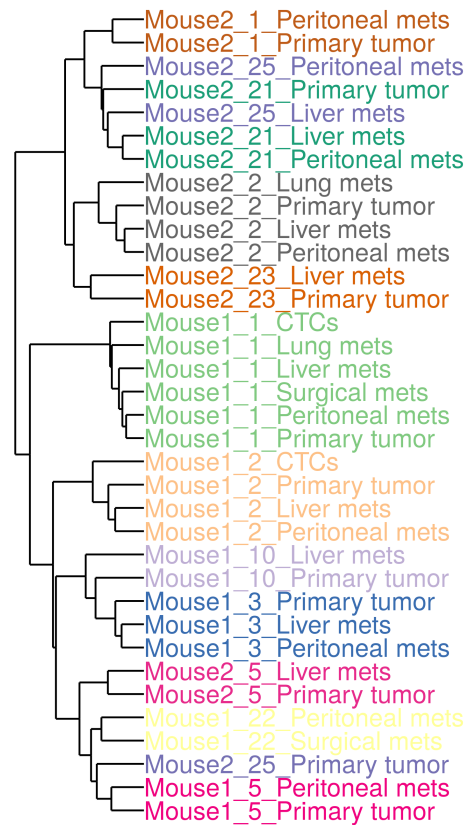 Mouse2_1_Peritoneal mets
Mouse2_1_Primary tumor
Mouse2_25_Peritoneal mets
Mouse2_21_Primary tumor
Mouse2_25_Liver mets
Mouse2_21_Liver mets
Mouse2_21_Peritoneal mets
Mouse2_2_Lung mets
Mouse2_2_Primary tumor
Mouse2_2_Liver mets
Mouse2_2_Peritoneal mets
Mouse2_23_Liver mets
Mouse2_23_Primary tumor
Mouse1_1_CTCs
Mouse1_1_Lung mets
Mouse1_1_Liver mets
Mouse1_1_Surgical mets
Mouse1_1_Peritoneal mets
Mouse1_1_Primary tumor
Mouse1_2_CTCs
Mouse1_2_Primary tumor
Mouse1_2_Liver mets
Mouse1_2_Peritoneal mets
Mouse1_10_Liver mets
Mouse1_10_Primary tumor
Mouse1_3_Primary tumor
Mouse1_3_Liver mets
Mouse1_3_Peritoneal mets
Mouse2_5_Liver mets
Mouse2_5_Primary tumor
Mouse1_22_Peritoneal mets
Mouse1_22_Surgical mets
Mouse2_25_Primary tumor
Mouse1_5_Peritoneal mets
Mouse1_5_Primary tumor